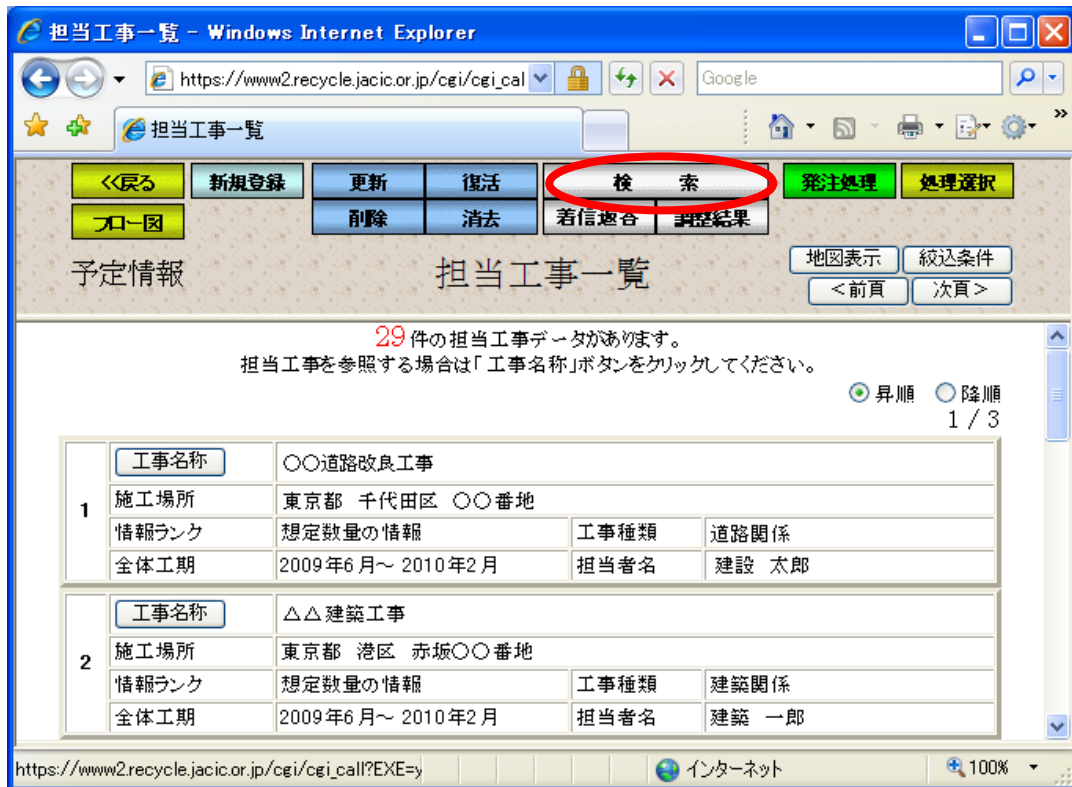 担当工事一覧 - Windows Internet Explorer
https://www2.recycle.jacic.or.jp/cgi/cgi_cal
Google
担当工事一覧
<<戻る 新規登録 更新 復活 検　索 発注処理 処理選択
フロー図 削除 消去 着信返答 調整結果
予定情報 担当工事一覧 地図表示 絞込条件
<前頁 次頁>
29件の担当工事データがあります。
担当工事を参照する場合は「工事名称」ボタンをクリックしてください。
昇順 降順
1 / 3
1
工事名称 〇〇道路改良工事
施工場所 東京都 千代田区 〇〇番地
情報ランク 想定数量の情報 工事種類 道路関係
全体工期 2009年6月～2010年2月 担当者名 建設 太郎
2
工事名称 △△建築工事
施工場所 東京都 港区 赤坂〇〇番地
情報ランク 想定数量の情報 工事種類 建築関係
全体工期 2009年6月～2010年2月 担当者名 建築 一郎
https://www2.recycle.jacic.or.jp/cgi/cgi_call?EXE=y インターネット 100%